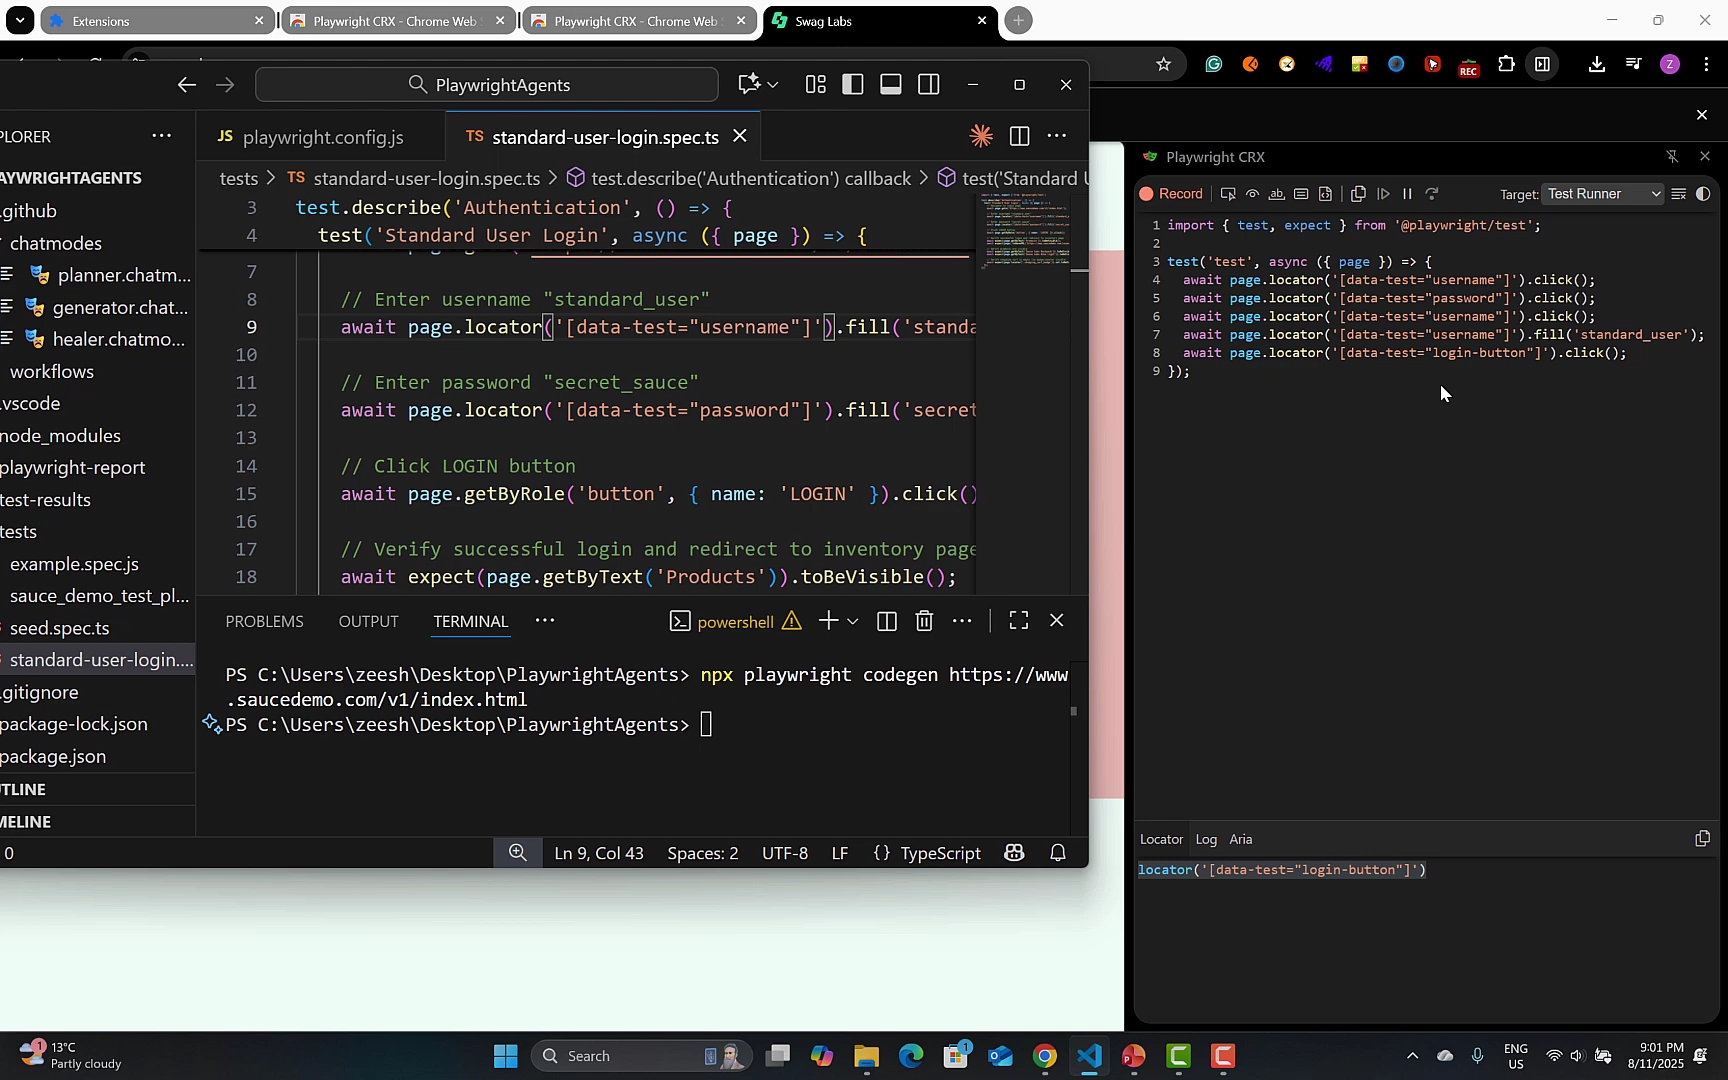 Extensions
Playwright CRX - Chrome Web
Playwright CRX - Chrome Web
Swag Labs
REC
Z
PlaywrightAgents
PLORER
JS playwright.config.js
TS standard-user-login.spec.ts
tests > TS standard-user-login.spec.ts > test.describe('Authentication') callback > test('Standard U
AYWRIGHTAGENTS
.github
chatmodes
planner.chatm...
generator.chat...
healer.chatmo...
workflows
.vscode
node_modules
playwright-report
test-results
tests
example.spec.js
sauce_demo_test_pl...
seed.spec.ts
standard-user-login....
.gitignore
package-lock.json
package.json
UTLINE
MELINE
3 test.describe('Authentication', () => {
4 test('Standard User Login', async ({ page }) => {
7
8 // Enter username "standard_user"
9 await page.locator('[data-test="username"]').fill('standa
10
11 // Enter password "secret_sauce"
12 await page.locator('[data-test="password"]').fill('secret
13
14 // Click LOGIN button
15 await page.getByRole('button', { name: 'LOGIN' }).click()
16
17 // Verify successful login and redirect to inventory page
18 await expect(page.getByText('Products')).toBeVisible();
PROBLEMS OUTPUT TERMINAL ... powershell
PS C:\Users\zeesh\Desktop\PlaywrightAgents> npx playwright codegen https://www
.saucedemo.com/v1/index.html
PS C:\Users\zeesh\Desktop\PlaywrightAgents>
0
Ln 9, Col 43 Spaces: 2 UTF-8 LF {} TypeScript
Playwright CRX
Record Target: Test Runner
1 import { test, expect } from '@playwright/test';
2
3 test('test', async ({ page }) => {
4 await page.locator('[data-test="username"]').click();
5 await page.locator('[data-test="password"]').click();
6 await page.locator('[data-test="username"]').click();
7 await page.locator('[data-test="username"]').fill('standard_user');
8 await page.locator('[data-test="login-button"]').click();
9 });
Locator Log Aria
locator('[data-test="login-button"]')
1
13°C
Partly cloudy
Search
1
ENG
US
9:01 PM
8/11/2025